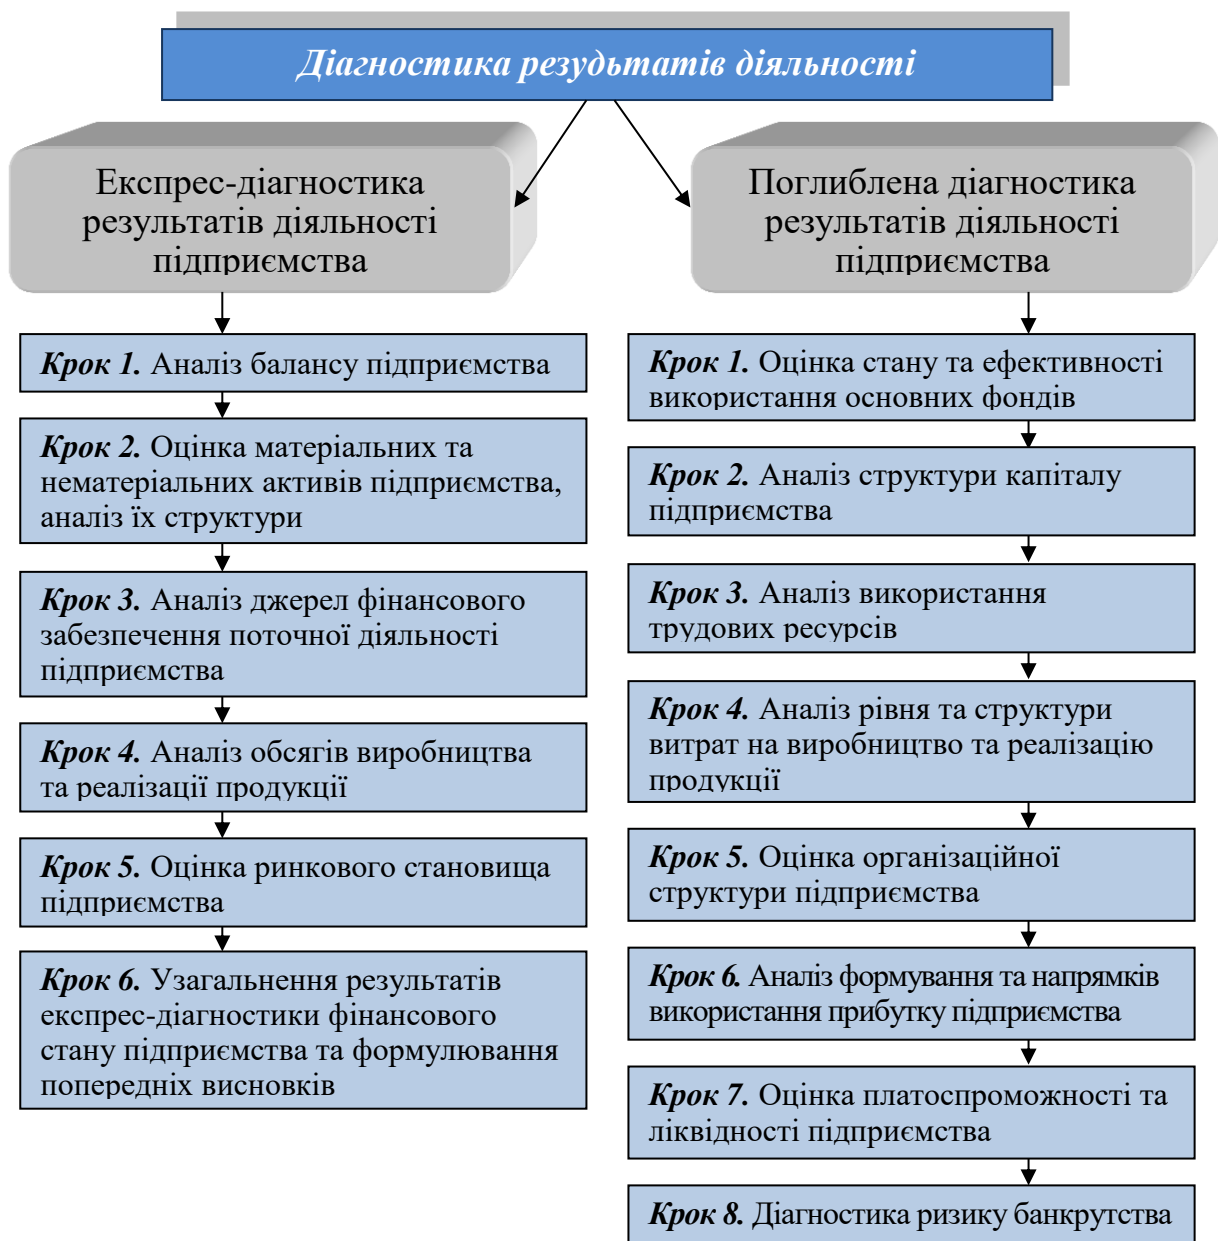 Діагностика резудьтатів діяльності
Експрес-діагностика
результатів діяльності
підприємства
Крок 1. Аналіз балансу підприємства
Крок 2. Оцінка матеріальних та
нематеріальних активів підприємства,
аналіз їх структури
Крок 3. Аналіз джерел фінансового
забезпечення поточної діяльності
підприємства
Крок 4. Аналіз обсягів виробництва
та реалізації продукції
Крок 5. Оцінка ринкового становища
підприємства
Крок 6. Узагальнення результатів
експрес-діагностики фінансового
стану підприємства та формулювання
попередніх висновків
Поглиблена діагностика
результатів діяльності
підприємства
Крок 1. Оцінка стану та ефективності
використання основних фондів
Крок 2. Аналіз структури капіталу
підприємства
Крок 3. Аналіз використання
трудових ресурсів
Крок 4. Аналіз рівня та структури
витрат на виробництво та реалізацію
продукції
Крок 5. Оцінка організаційної
структури підприємства
Крок 6. Аналіз формування та напрямків
використання прибутку підприємства
Крок 7. Оцінка платоспроможності та
ліквідності підприємства
Крок 8. Діагностика ризику банкрутства